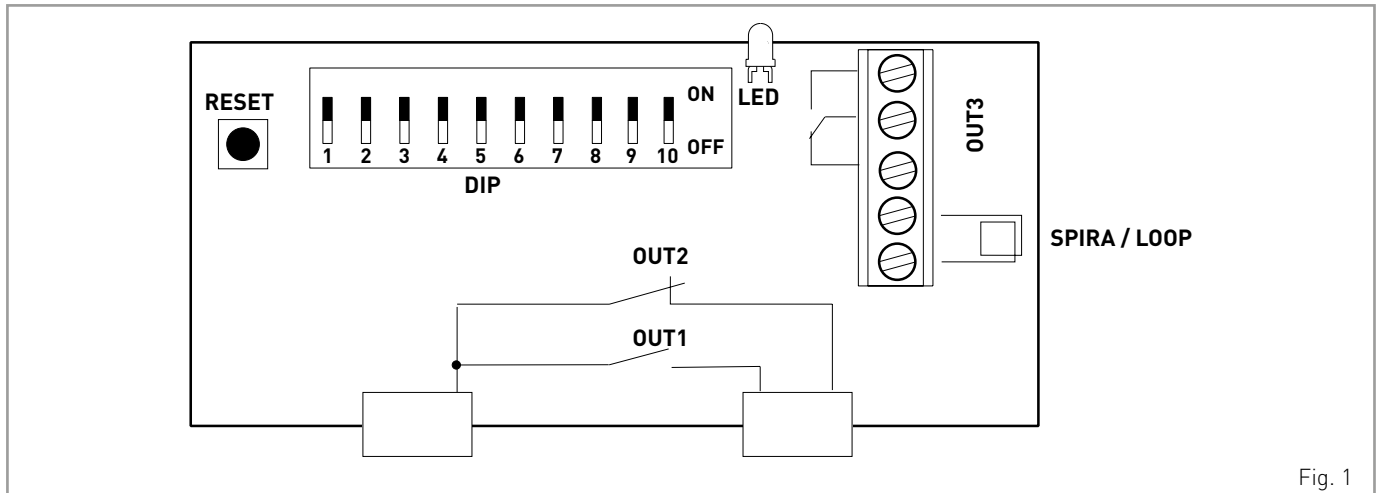 RESET
ON
LED
OUT3
1 2 3 4 5 6 7 8 9 10
OFF
DIP
SPIRA / LOOP
OUT2
OUT1
Fig. 1